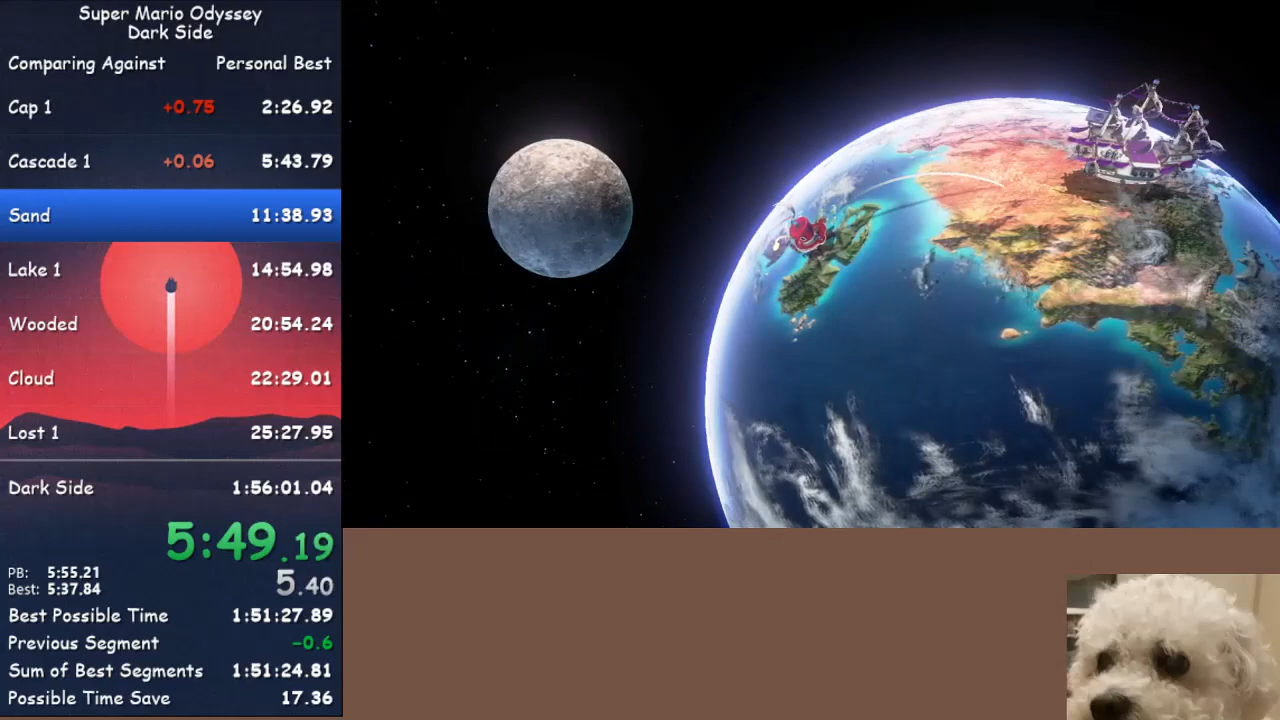 Super Mario Odyssey
Dark Side
Comparing Against Personal Best
Cap 1 +0.75 2:26.92
Cascade 1 +0.06 5:43.79
Sand 11:38.93
Lake 1 14:54.98
Wooded 20:54.24
Cloud 22:29.01
Lost 1 25:27.95
Dark Side 1:56:01.04
5:49.19
PB: 5:55.21
Best: 5:37.84
5.40
Best Possible Time 1:51:27.89
Previous Segment -0.6
Sum of Best Segments 1:51:24.81
Possible Time Save 17.36